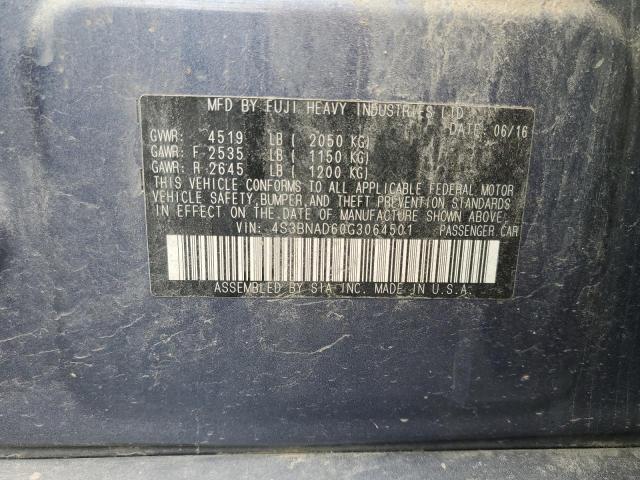 MFD BY FUJI HEAVY INDUSTRIES LTD.
DATE: 06/16
GVWR: 4519 LB ( 2050 KG)
GAWR: F 2535 LB ( 1150 KG)
GAWR: R 2645 LB ( 1200 KG)
THIS VEHICLE CONFORMS TO ALL APPLICABLE FEDERAL MOTOR
VEHICLE SAFETY, BUMPER, AND THEFT PREVENTION STANDARDS
IN EFFECT ON THE DATE OF MANUFACTURE SHOWN ABOVE.
VIN: 4S3BNAD60G3064501 PASSENGER CAR
ASSEMBLED BY SIA INC. MADE IN U.S.A.